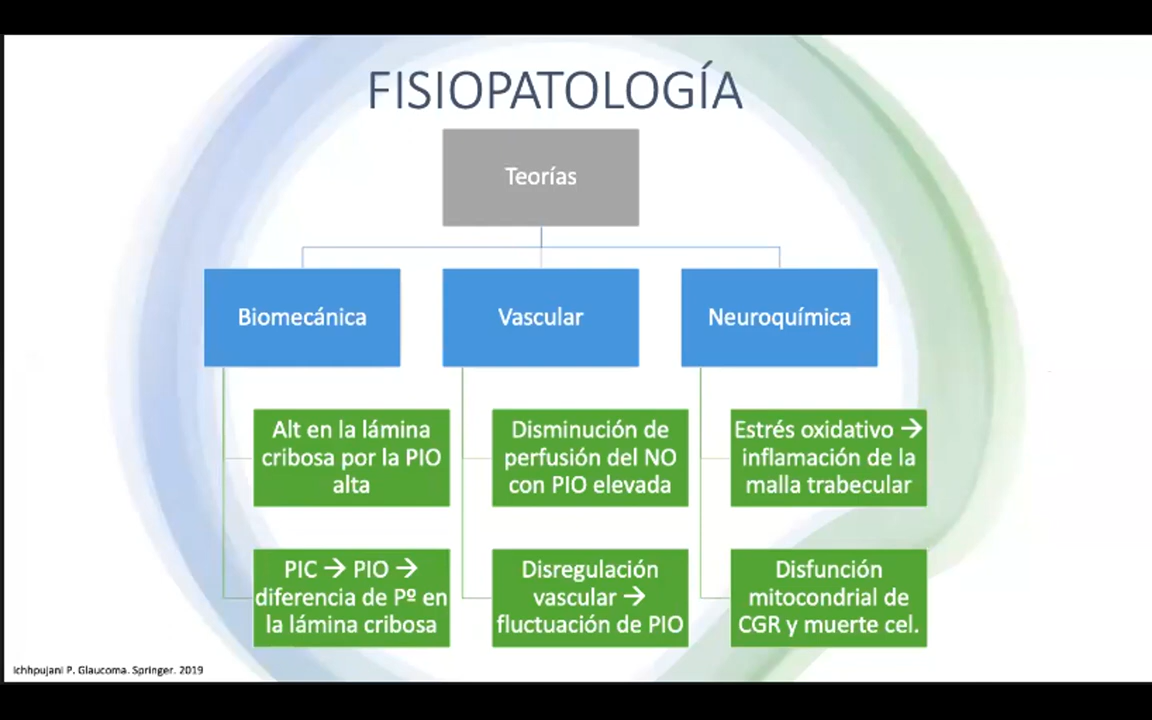 FISIOPATOLOGÍA
Teorías
Biomecánica
Vascular
Neuroquímica
Alt en la lámina
cribosa por la PIO
alta
Disminución de
perfusión del NO
con PIO elevada
Estrés oxidativo →
inflamación de la
malla trabecular
PIC → PIO →
diferencia de Pº en
la lámina cribosa
Disregulación
vascular →
fluctuación de PIO
Disfunción
mitocondrial de
CGR y muerte cel.
Ichhpujani P. Glaucoma. Springer. 2019